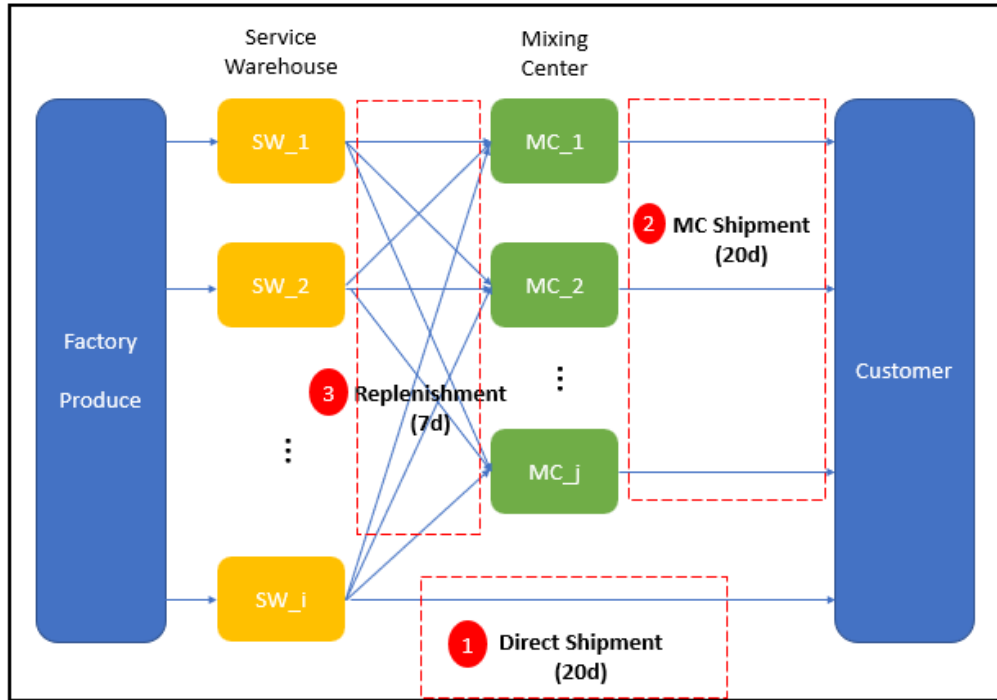 Service
Warehouse
Mixing
Center
SW_1
MC_1
2 MC Shipment
(20d)
SW_2
MC_2
Factory
Produce
⋮
Customer
3 Replenishment
(7d)
⋮
MC_j
SW_i
1 Direct Shipment
(20d)